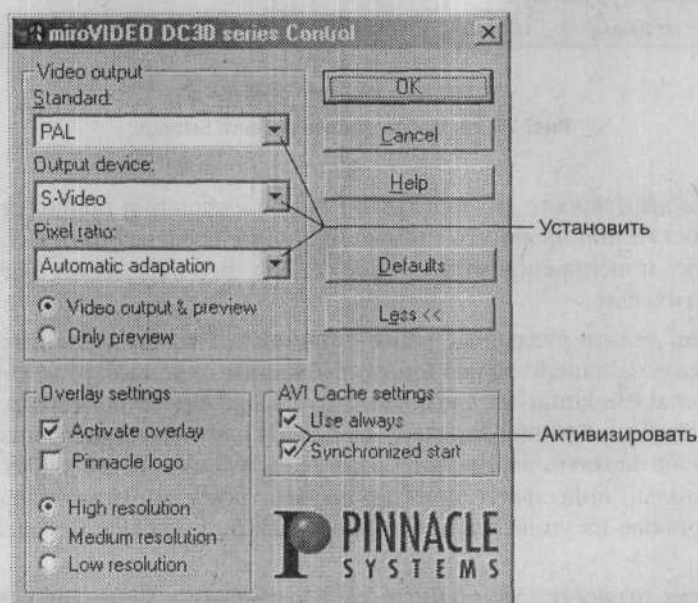 miroVIDEO DC30 series Control
Video output
Standard:
PAL
Output device:
S-Video
Pixel ratio:
Automatic adaptation
Video output & preview
Only preview
OK
Cancel
Help
Defaults
Less <<
Установить
Overlay settings
Activate overlay
Pinnacle logo
High resolution
Medium resolution
Low resolution
AVI Cache settings
Use always
Synchronized start
Активизировать
PINNACLE
SYSTEMS